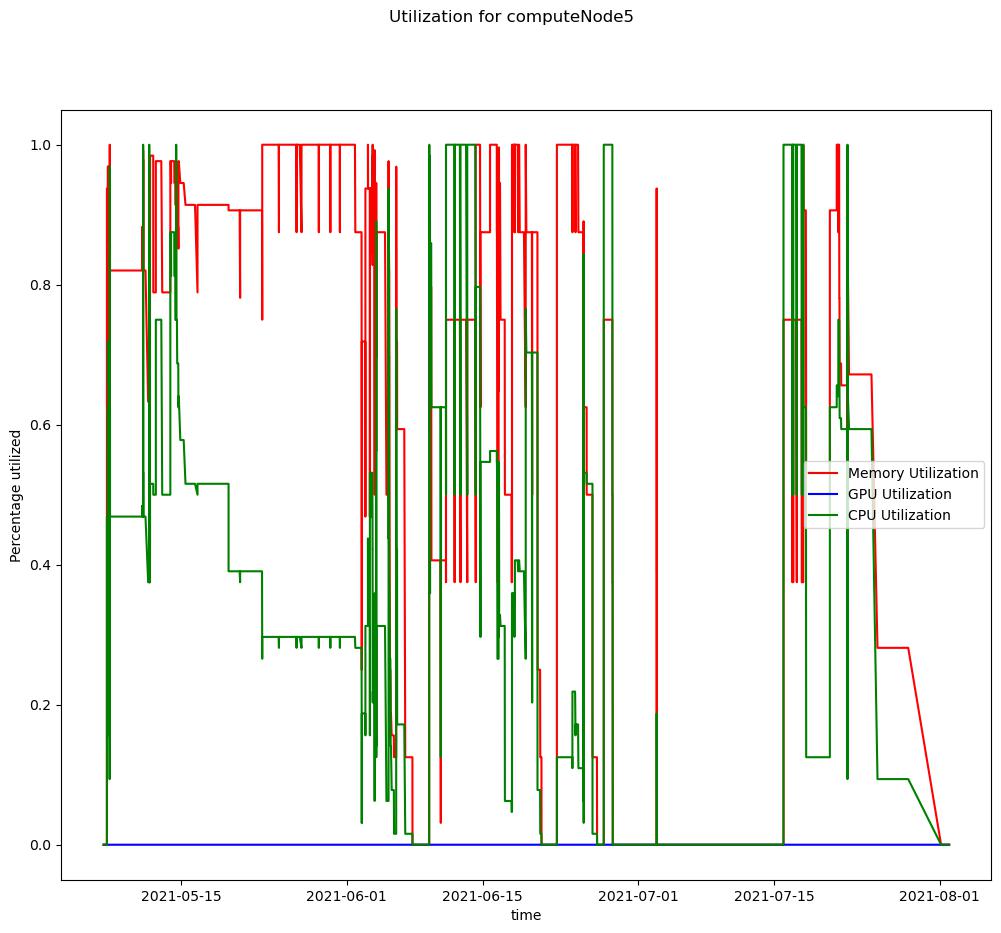 Utilization for computeNode5
1.0
0.8
0.6
0.4
0.2
0.0
Percentage utilized
Memory Utilization
GPU Utilization
CPU Utilization
2021-05-15 2021-06-01 2021-06-15 2021-07-01 2021-07-15 2021-08-01
time